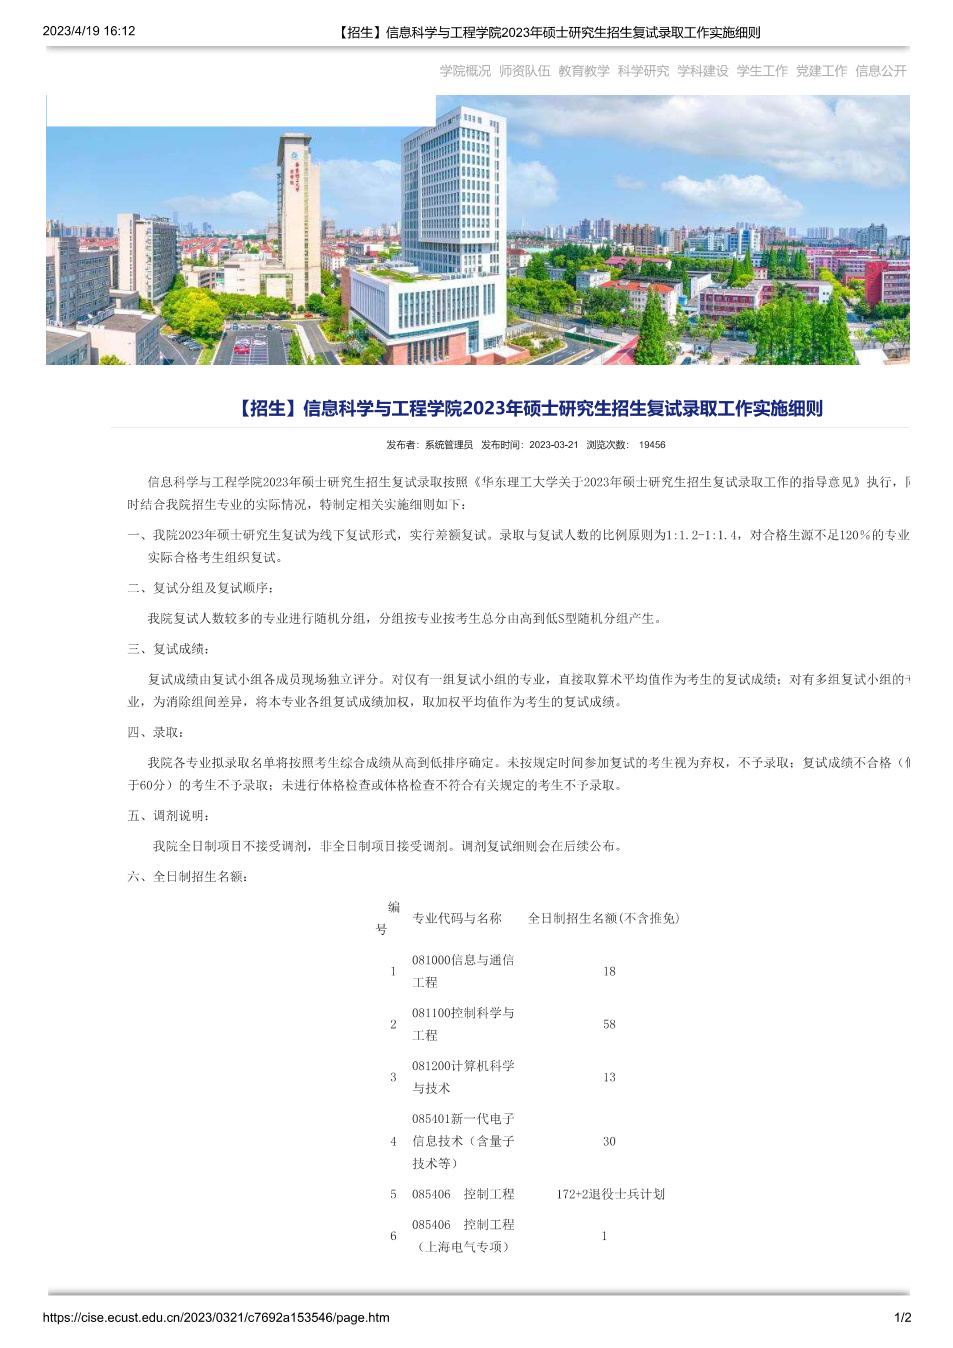 2023/4/19 16:12
【招生】信息科学与工程学院2023年硕士研究生招生复试录取工作实施细则
学院概况 师资队伍 教育教学 科学研究 学科建设 学生工作 党建工作 信息公开
【招生】信息科学与工程学院2023年硕士研究生招生复试录取工作实施细则
发布者：系统管理员 发布时间：2023-03-21 浏览次数： 19456
信息科学与工程学院2023年硕士研究生招生复试录取按照《华东理工大学关于2023年硕士研究生招生复试录取工作的指导意见》执行，同
时结合我院招生专业的实际情况，特制定相关实施细则如下：
一、我院2023年硕士研究生复试为线下复试形式，实行差额复试。录取与复试人数的比例原则为1:1.2-1:1.4，对合格生源不足120%的专业
实际合格考生组织复试。
二、复试分组及复试顺序；
我院复试人数较多的专业进行随机分组，分组按专业按考生总分由高到低S型随机分组产生。
三、复试成绩；
复试成绩由复试小组各成员现场独立评分。对仅有一组复试小组的专业，直接取算术平均值作为考生的复试成绩；对有多组复试小组的专
业，为消除组间差异，将本专业各组复试成绩加权，取加权平均值作为考生的复试成绩。
四、录取：
我院各专业拟录取名单将按照考生综合成绩从高到低排序确定。未按规定时间参加复试的考生视为弃权，不予录取；复试成绩不合格（低
于60分）的考生不予录取；未进行体格检查或体格检查不符合有关规定的考生不予录取。
五、调剂说明：
我院全日制项目不接受调剂，非全日制项目接受调剂。调剂复试细则会在后续公布。
六、全日制招生名额：
编
号 专业代码与名称 全日制招生名额(不含推免)
1 081000信息与通信
工程 18
2 081100控制科学与
工程 58
3 081200计算机科学
与技术 13
085401新一代电子
4 信息技术（含量子 30
技术等）
5 085406 控制工程 172+2退役士兵计划
6 085406 控制工程
（上海电气专项） 1
https://cise.ecust.edu.cn/2023/0321/c7692a153546/page.htm
1/2